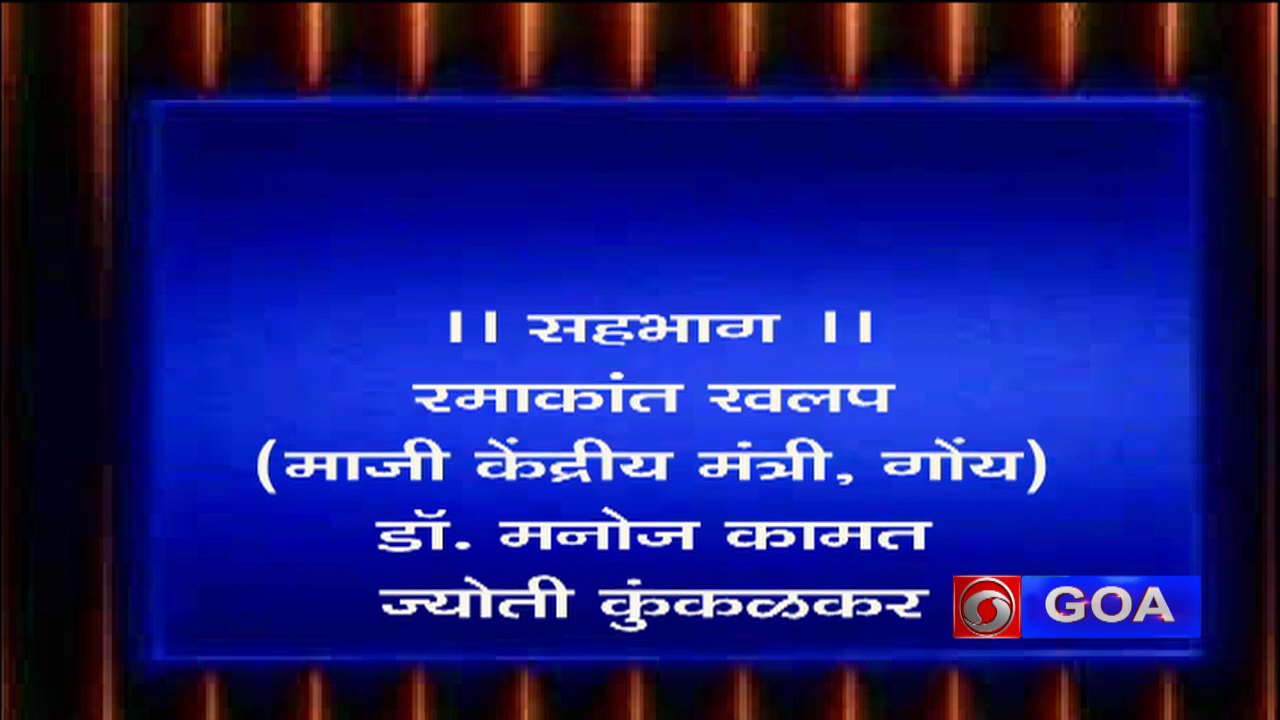 ।। सहभाग ।।
रमाकांत खलप
(माजी केंद्रीय मंत्री, गोंय)
डॉ. मनोज कामत
ज्योती कुंकळकर
GOA